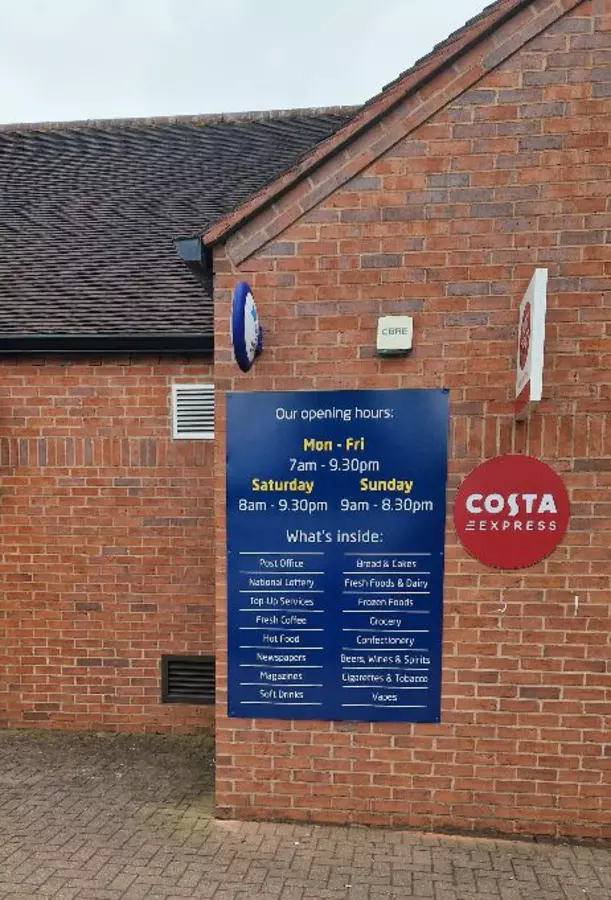 CBRE
Our opening hours:
Mon - Fri
7am - 9.30pm
Saturday
8am - 9.30pm
Sunday
9am - 8.30pm
What's inside:
Post Office
National Lottery
Top-Up Services
Fresh Coffee
Hot Food
Newspapers
Magazines
Soft Drinks
Bread & Cakes
Fresh Foods & Dairy
Frozen Foods
Grocery
Confectionery
Beers, Wines & Spirits
Cigarettes & Tobacco
Vapes
COSTA
EXPRESS